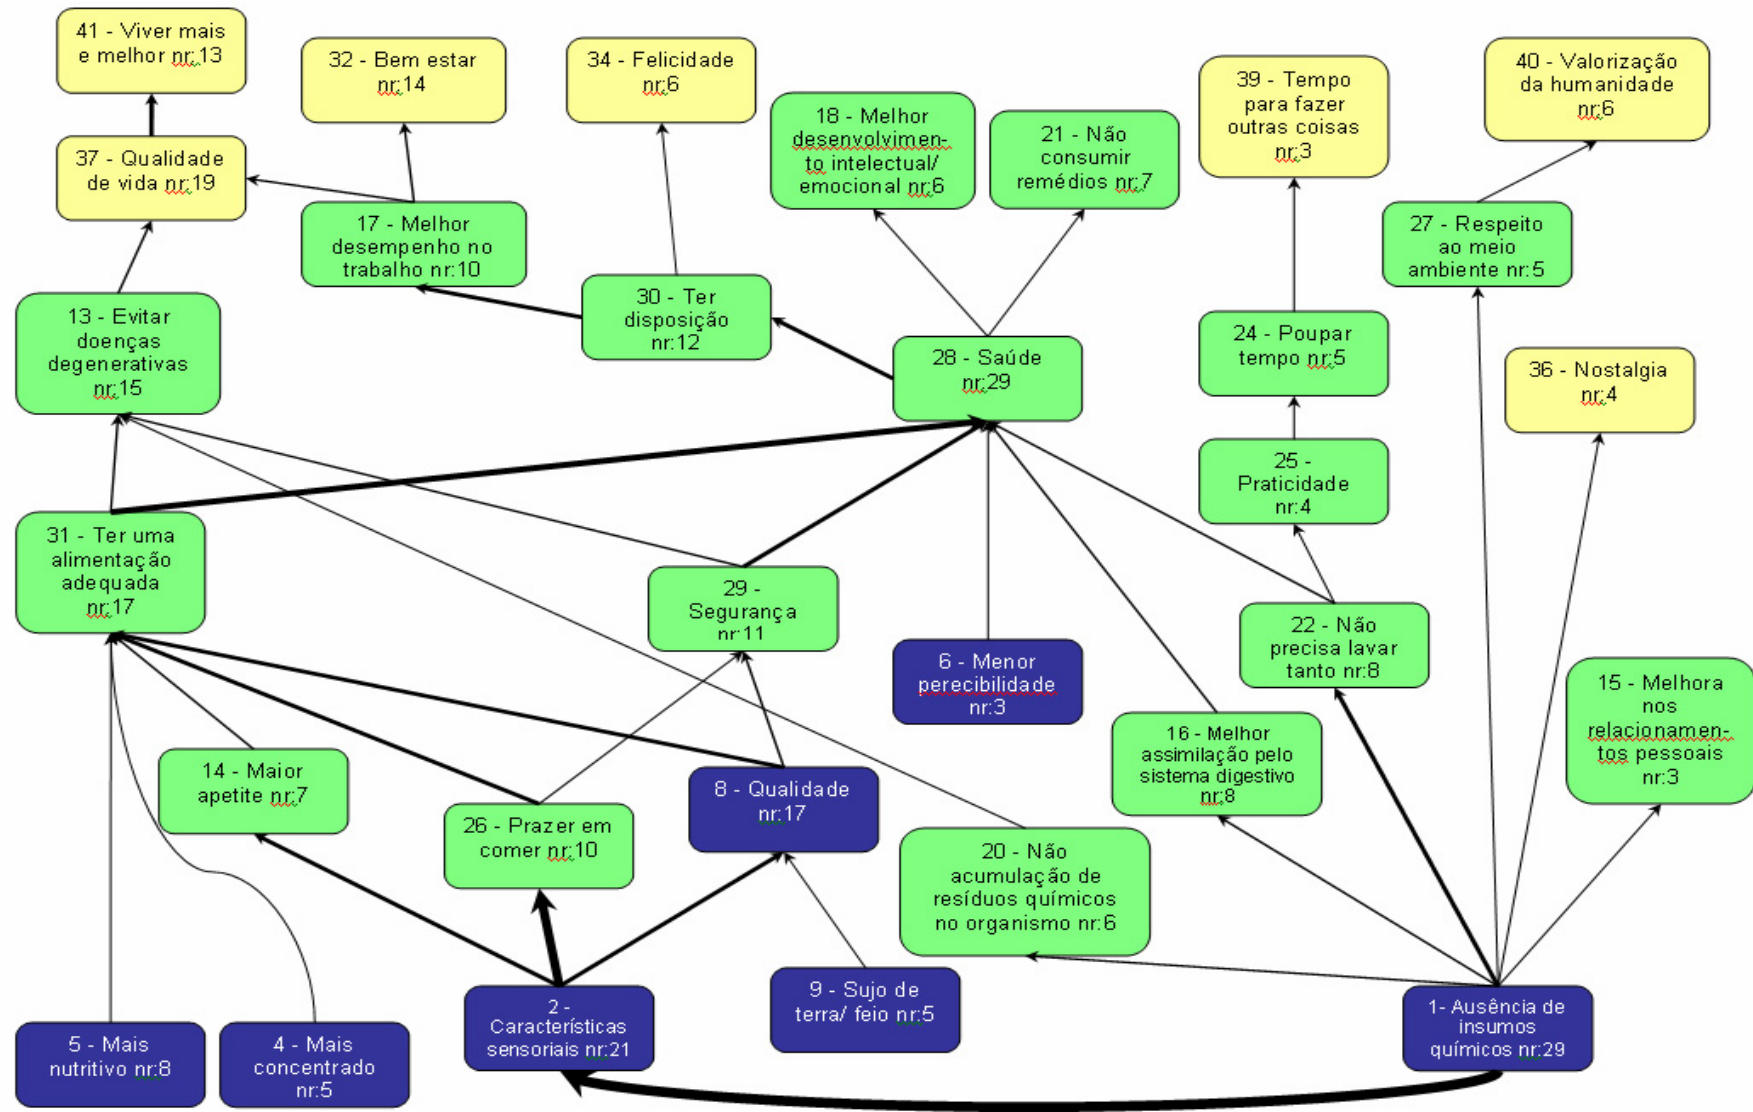 41 - Viver mais
e melhor nr:13
32 - Bem estar
nr:14
34 - Felicidade
nr:6
39 - Tempo
para fazer
outras coisas
nr:3
40 - Valorização
da humanidade
nr:6
18 - Melhor
desenvolvimen-
to intelectual/
emocional nr:6
21 - Não
consumir
remédios nr:7
37 - Qualidade
de vida nr:19
17 - Melhor
desempenho no
trabalho nr:10
27 - Respeito
ao meio
ambiente nr:5
13 - Evitar
doenças
degenerativas
nr:15
30 - Ter
disposição
nr:12
28 - Saúde
nr:29
24 - Poupar
tempo nr:5
36 - Nostalgia
nr:4
25 -
Praticidade
nr:4
31 - Ter uma
alimentação
adequada
nr:17
29 -
Segurança
nr:11
6 - Menor
perecibilidade
nr:3
22 - Não
precisa lavar
tanto nr:8
15 - Melhora
nos
relacionamen-
tos pessoais
nr:3
14 - Maior
apetite nr:7
26 - Prazer em
comer nr:10
8 - Qualidade
nr:17
16 - Melhor
assimilação pelo
sistema digestivo
nr:8
20 - Não
acumulação de
resíduos químicos
no organismo nr:6
5 - Mais
nutritivo nr:8
4 - Mais
concentrado
nr:5
2 -
Características
sensoriais nr:21
9 - Sujo de
terra/ feio nr:5
1- Ausência de
insumos
químicos nr:29